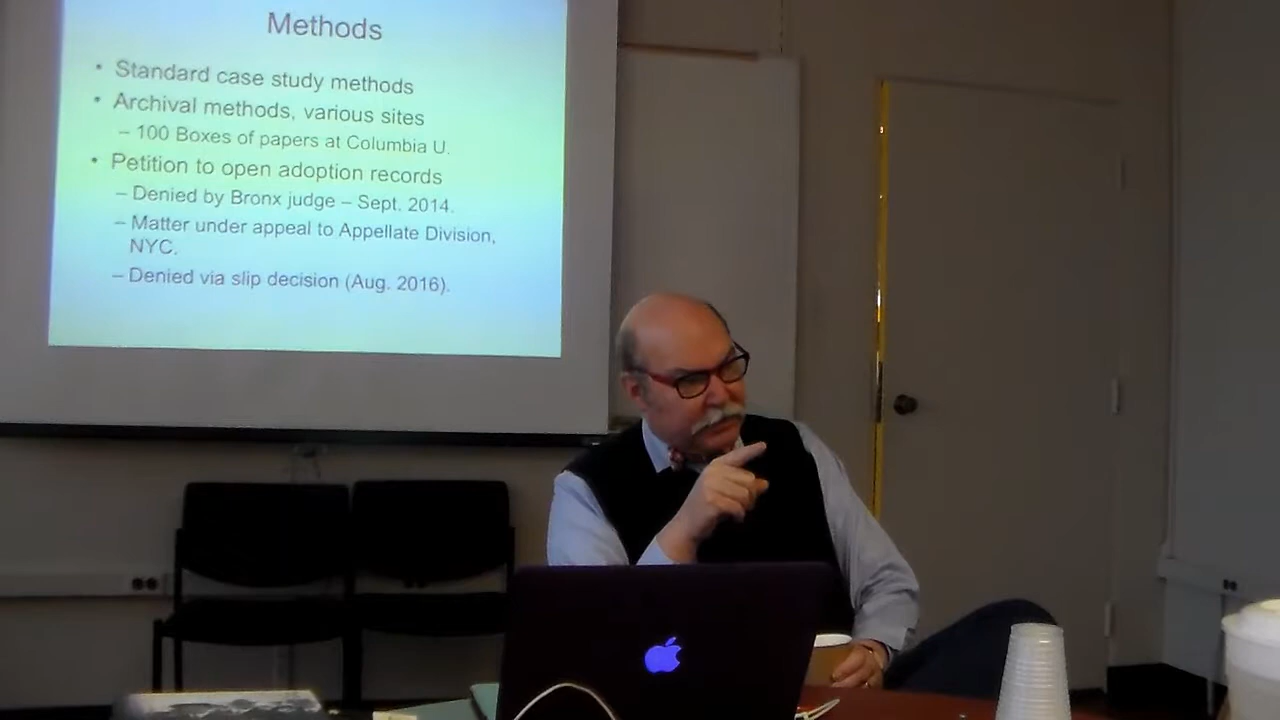 Methods
• Standard case study methods
• Archival methods, various sites
– 100 Boxes of papers at Columbia U.
• Petition to open adoption records
– Denied by Bronx judge – Sept. 2014.
– Matter under appeal to Appellate Division,
NYC.
– Denied via slip decision (Aug. 2016).